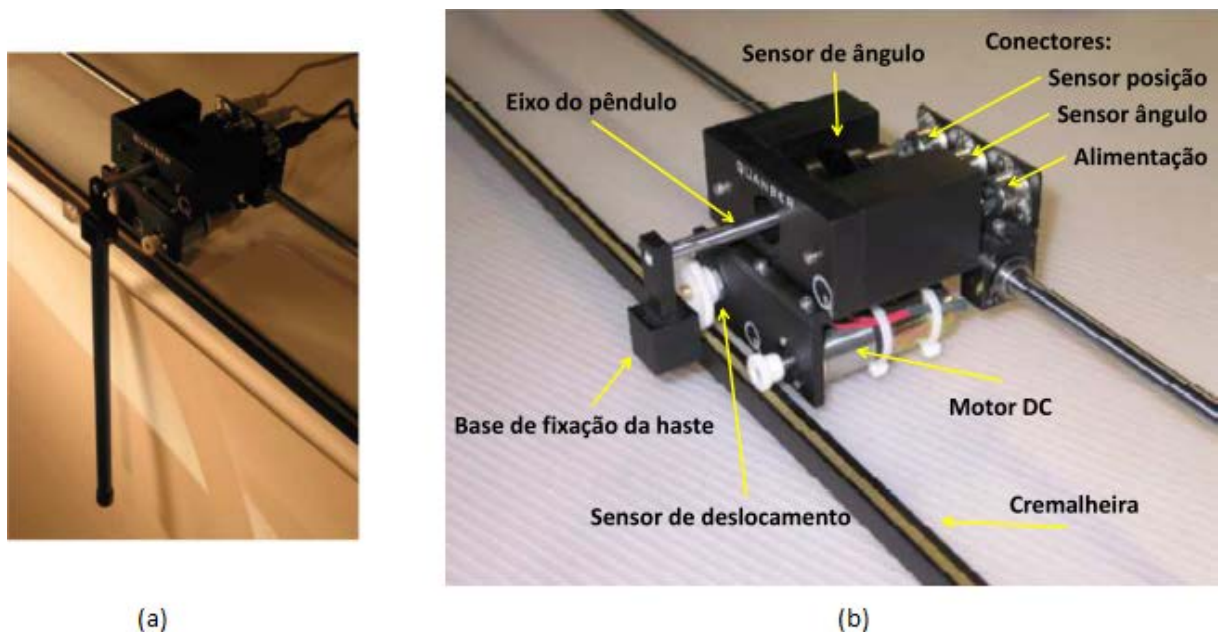 Sensor de ângulo
Conectores:
Sensor posição
Eixo do pêndulo
Sensor ângulo
Alimentação
QUANSER
Base de fixação da haste
Motor DC
Sensor de deslocamento
Cremalheira
(a)
(b)